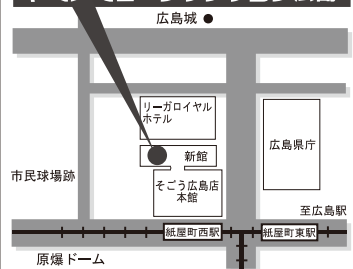 広島城
リーガロイヤル
ホテル
新館
広島県庁
そごう広島店
本館
市民球場跡
至広島駅
紙屋町西駅
紙屋町東駅
原爆ドーム